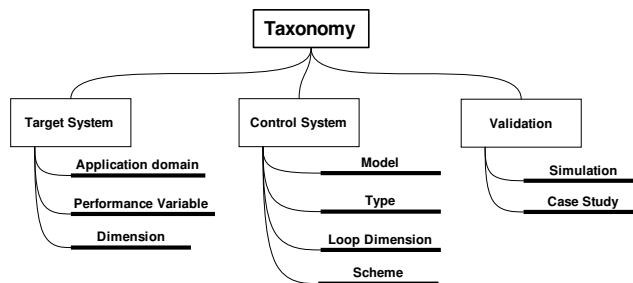 Taxonomy
Target System
Application domain
Performance Variable
Dimension
Control System
Model
Type
Loop Dimension
Scheme
Validation
Simulation
Case Study